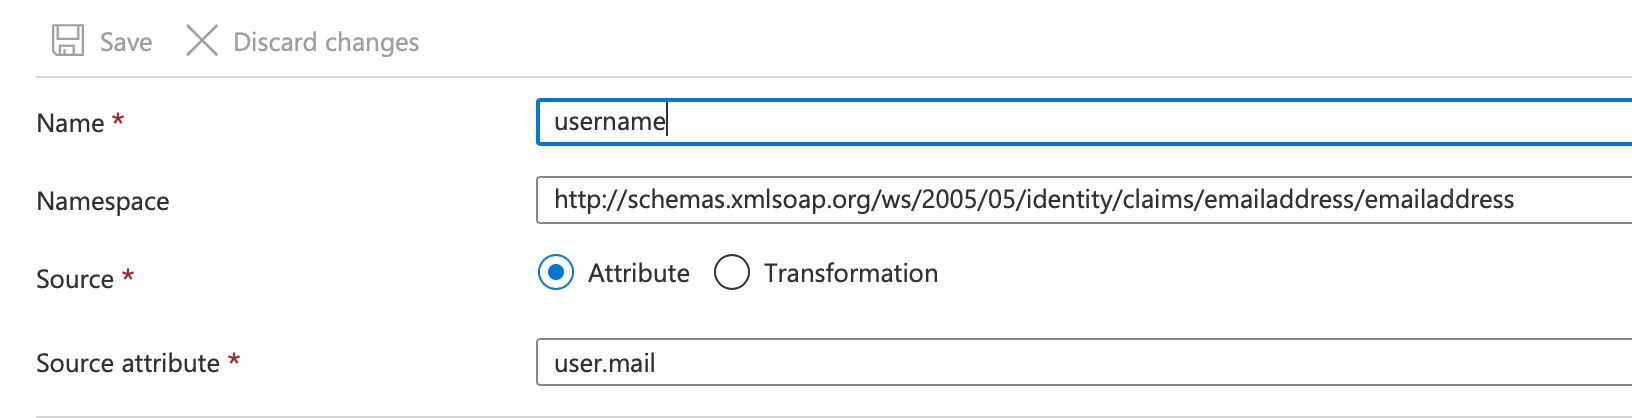 Save Discard changes
Name * username
Namespace http://schemas.xmlsoap.org/ws/2005/05/identity/claims/emailaddress/emailaddress
Source * Attribute Transformation
Source attribute * user.mail